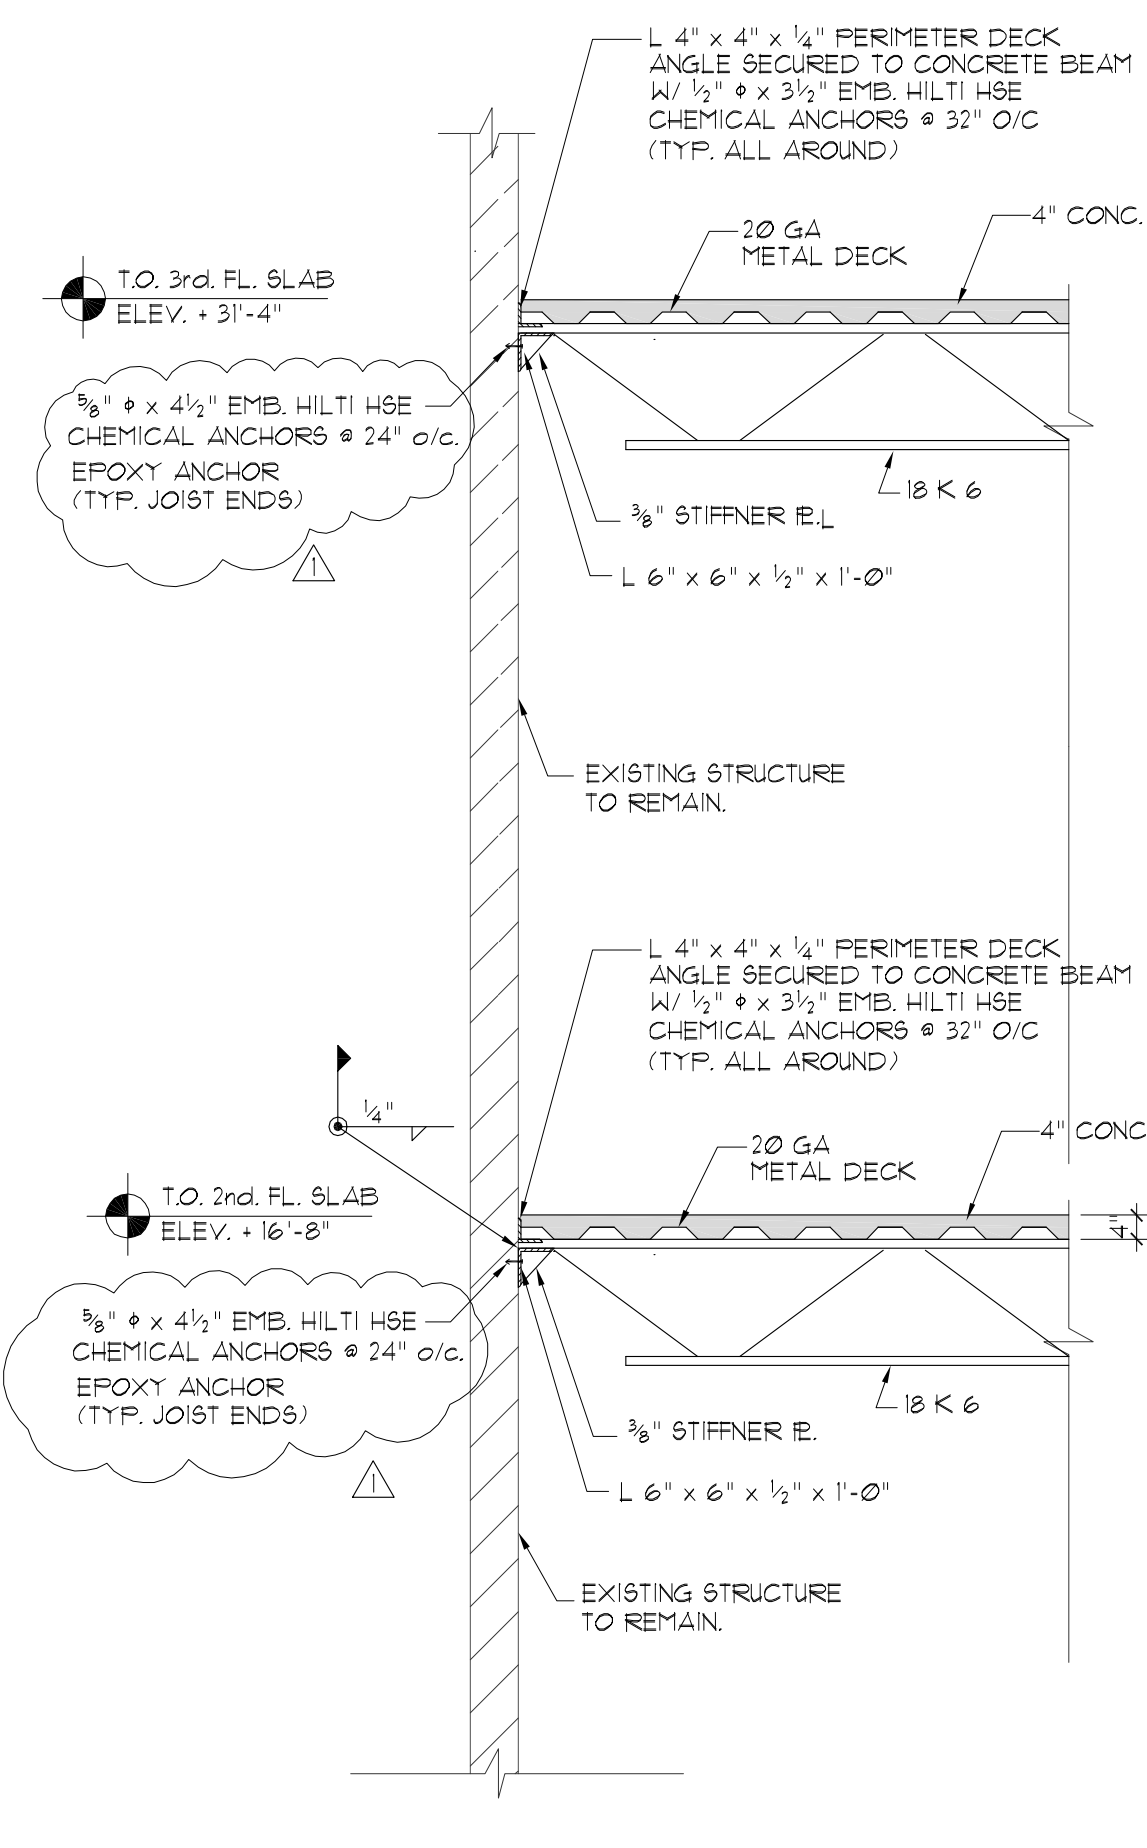 L 4" x 4" x 1/4" PERIMETER DECK
ANGLE SECURED TO CONCRETE BEAM
W/ 1/2" φ x 3 1/2" EMB. HILTI HSE
CHEMICAL ANCHORS @ 32" O/C
(TYP. ALL AROUND)
4" CONC.
20 GA
METAL DECK
T.O. 3rd. FL. SLAB
ELEV. + 31'-4"
5/8" φ x 4 1/2" EMB. HILTI HSE
CHEMICAL ANCHORS @ 24" o/c.
EPOXY ANCHOR
(TYP. JOIST ENDS)
1
18 K 6
3/8" STIFFNER PL.L
L 6" x 6" x 1/2" x 1'-0"
EXISTING STRUCTURE
TO REMAIN.
L 4" x 4" x 1/4" PERIMETER DECK
ANGLE SECURED TO CONCRETE BEAM
W/ 1/2" φ x 3 1/2" EMB. HILTI HSE
CHEMICAL ANCHORS @ 32" O/C
(TYP. ALL AROUND)
1/4"
4" CONC
20 GA
METAL DECK
T.O. 2nd. FL. SLAB
ELEV. + 16'-8"
4"
5/8" φ x 4 1/2" EMB. HILTI HSE
CHEMICAL ANCHORS @ 24" o/c.
EPOXY ANCHOR
(TYP. JOIST ENDS)
1
18 K 6
3/8" STIFFNER PL.
L 6" x 6" x 1/2" x 1'-0"
EXISTING STRUCTURE
TO REMAIN.